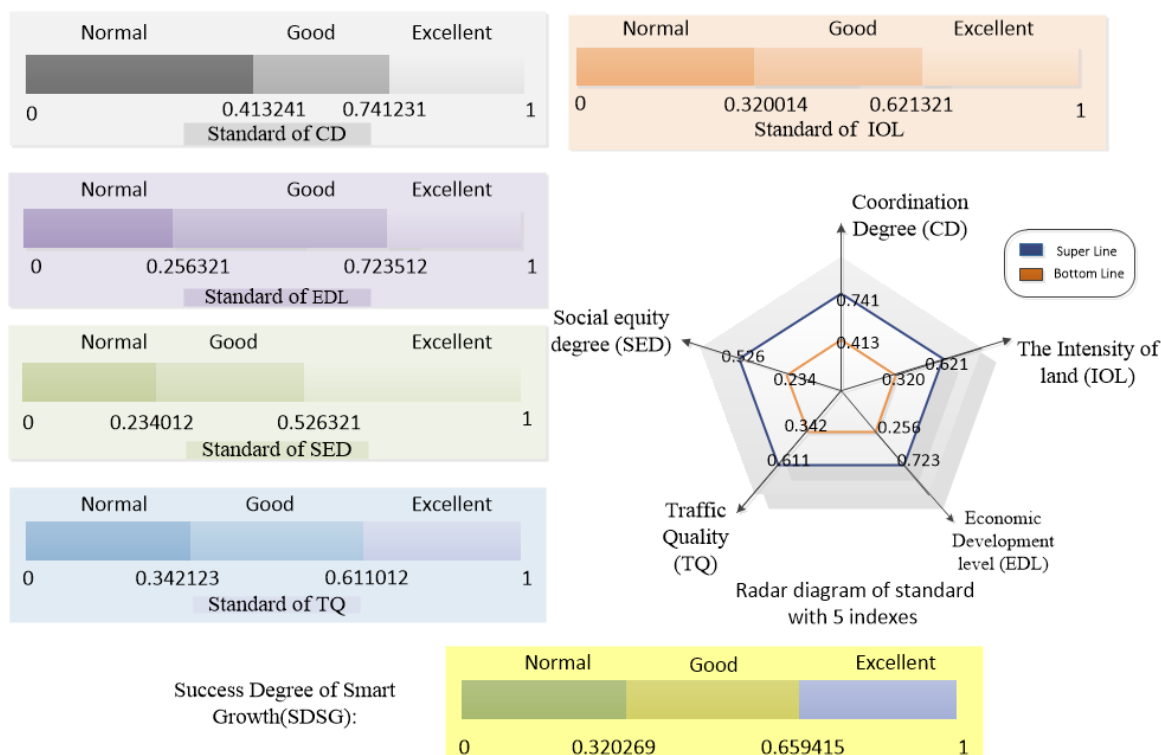 Normal Good Excellent
0 0.413241 0.741231 1
Standard of CD
Normal Good Excellent
0 0.320014 0.621321 1
Standard of IOL
Normal Good Excellent
0 0.256321 0.723512 1
Standard of EDL
Normal Good Excellent
0 0.234012 0.526321 1
Standard of SED
Normal Good Excellent
0 0.342123 0.611012 1
Standard of TQ
Coordination
Degree (CD)
Super Line
Bottom Line
0.741
Social equity
degree (SED)
0.413
The Intensity of
land (IOL)
0.526
0.621
0.234
0.320
0.342
0.256
0.611
0.723
Traffic
Quality
(TQ)
Economic
Development
level (EDL)
Radar diagram of standard
with 5 indexes
Success Degree of Smart
Growth(SDSG):
Normal Good Excellent
0 0.320269 0.659415 1